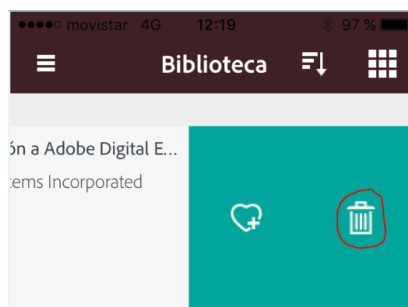 movistar 4G 12:19 97 %
Biblioteca
ón a Adobe Digital E...
tems Incorporated